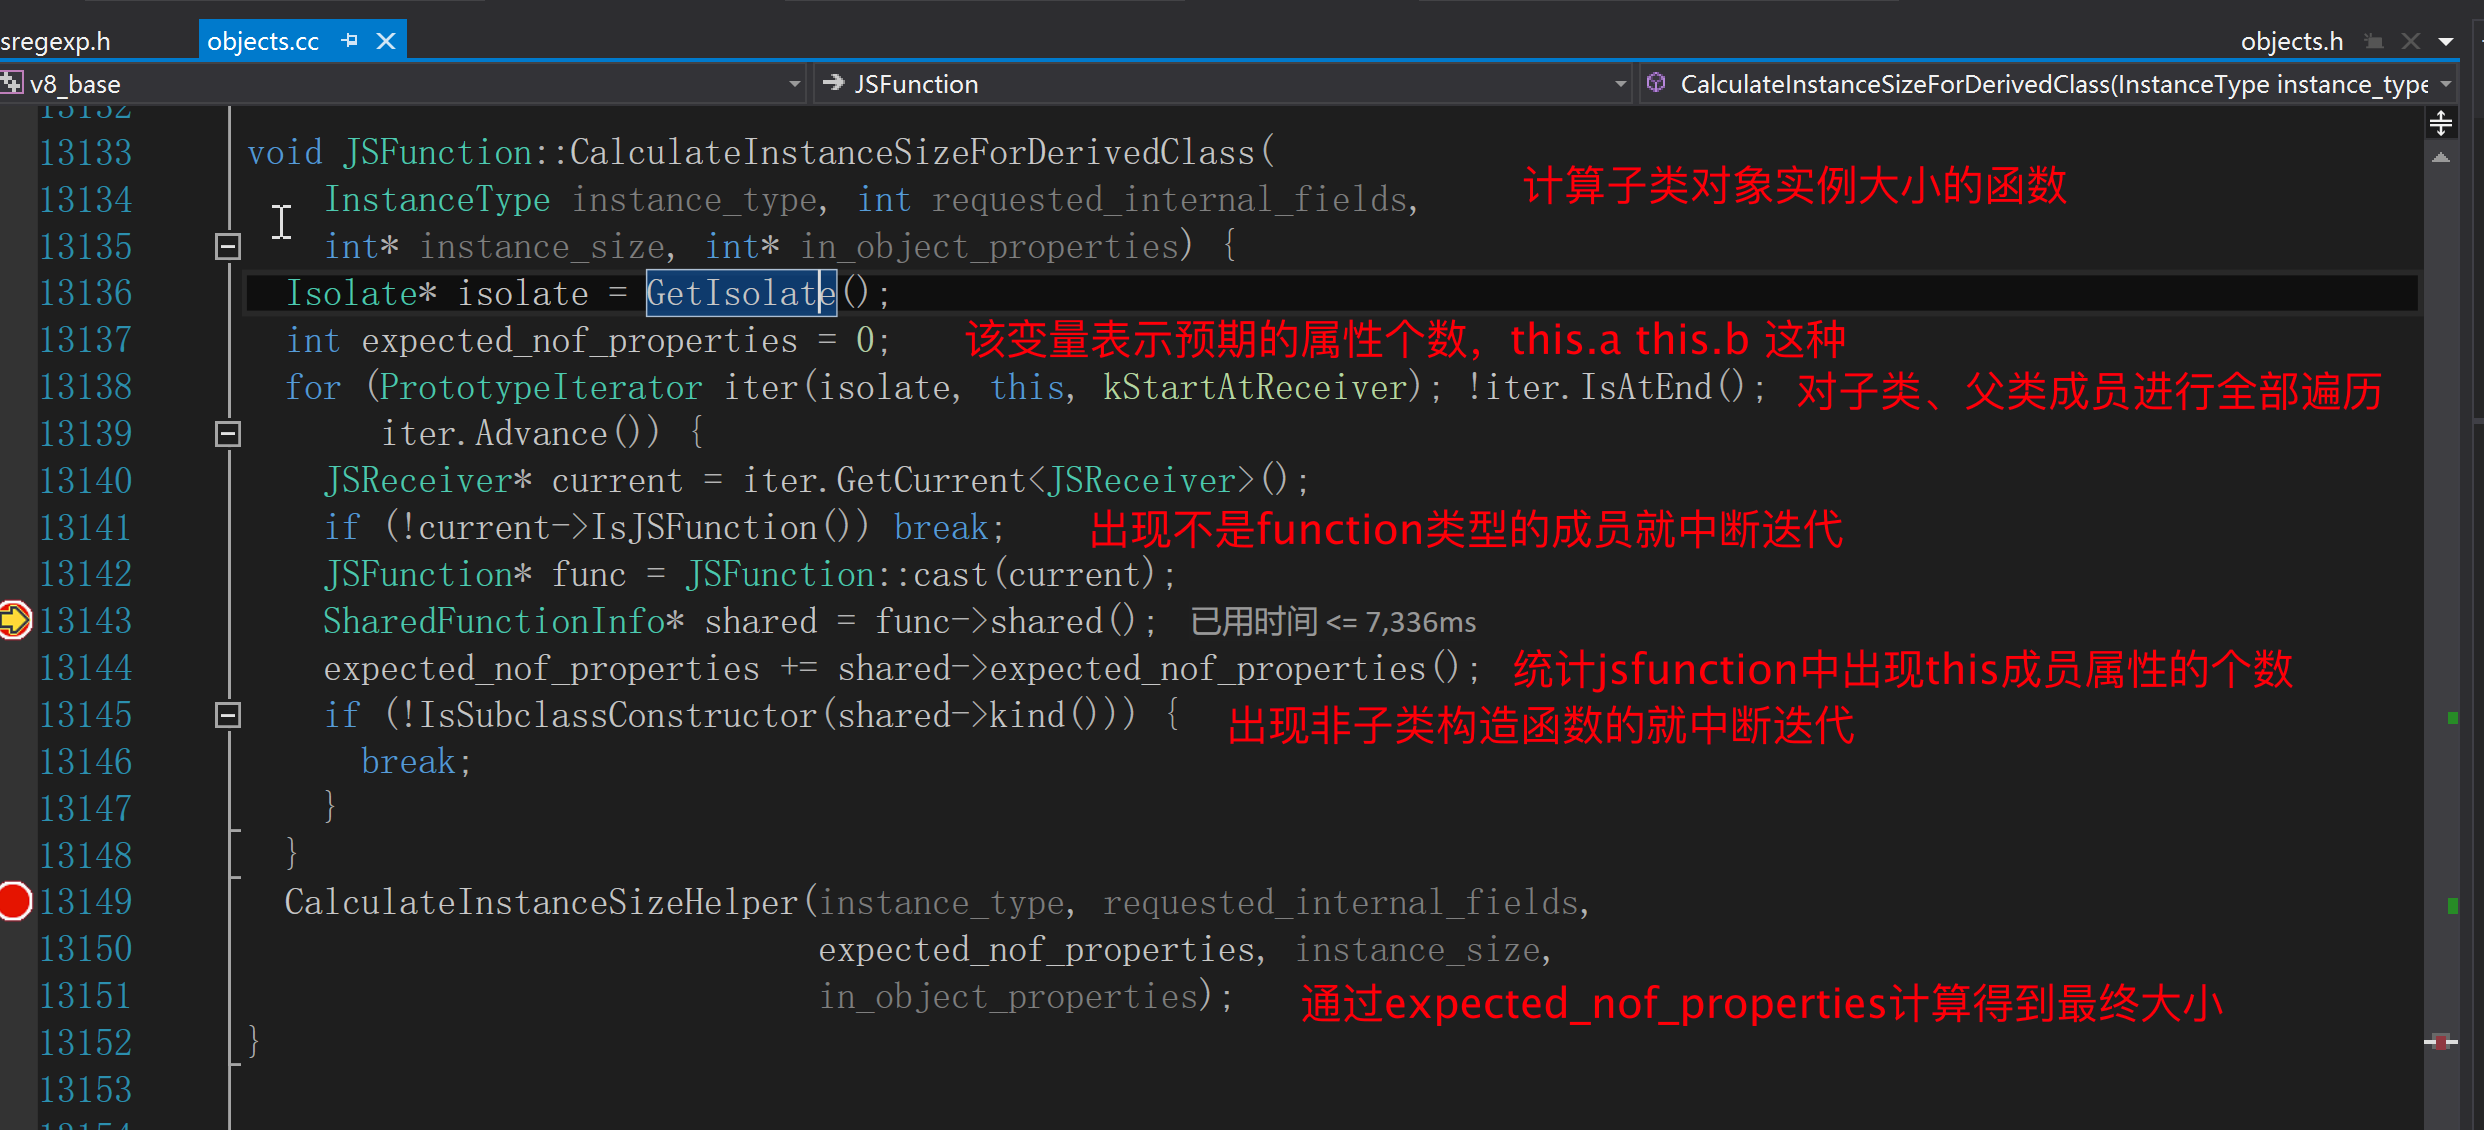 sregexp.h objects.cc objects.h
v8_base JSFunction CalculateInstanceSizeForDerivedClass(InstanceType instance_type
13132
13133 void JSFunction::CalculateInstanceSizeForDerivedClass(
计算子类对象实例大小的函数
13134 InstanceType instance_type, int requested_internal_fields,
13135 int* instance_size, int* in_object_properties) {
13136 Isolate* isolate = GetIsolate();
13137 int expected_nof_properties = 0; 该变量表示预期的属性个数，this.a this.b 这种
13138 for (PrototypeIterator iter(isolate, this, kStartAtReceiver); !iter.IsAtEnd(); 对子类、父类成员进行全部遍历
13139 iter.Advance()) {
13140 JSReceiver* current = iter.GetCurrent<JSReceiver>();
13141 if (!current->IsJSFunction()) break; 出现不是function类型的成员就中断迭代
13142 JSFunction* func = JSFunction::cast(current);
13143 SharedFunctionInfo* shared = func->shared(); 已用时间 <= 7,336ms
13144 expected_nof_properties += shared->expected_nof_properties(); 统计jsfunction中出现this成员属性的个数
13145 if (!IsSubclassConstructor(shared->kind())) { 出现非子类构造函数的就中断迭代
13146 break;
13147 }
13148 }
13149 CalculateInstanceSizeHelper(instance_type, requested_internal_fields,
13150 expected_nof_properties, instance_size,
13151 in_object_properties); 通过expected_nof_properties计算得到最终大小
13152 }
13153
13154